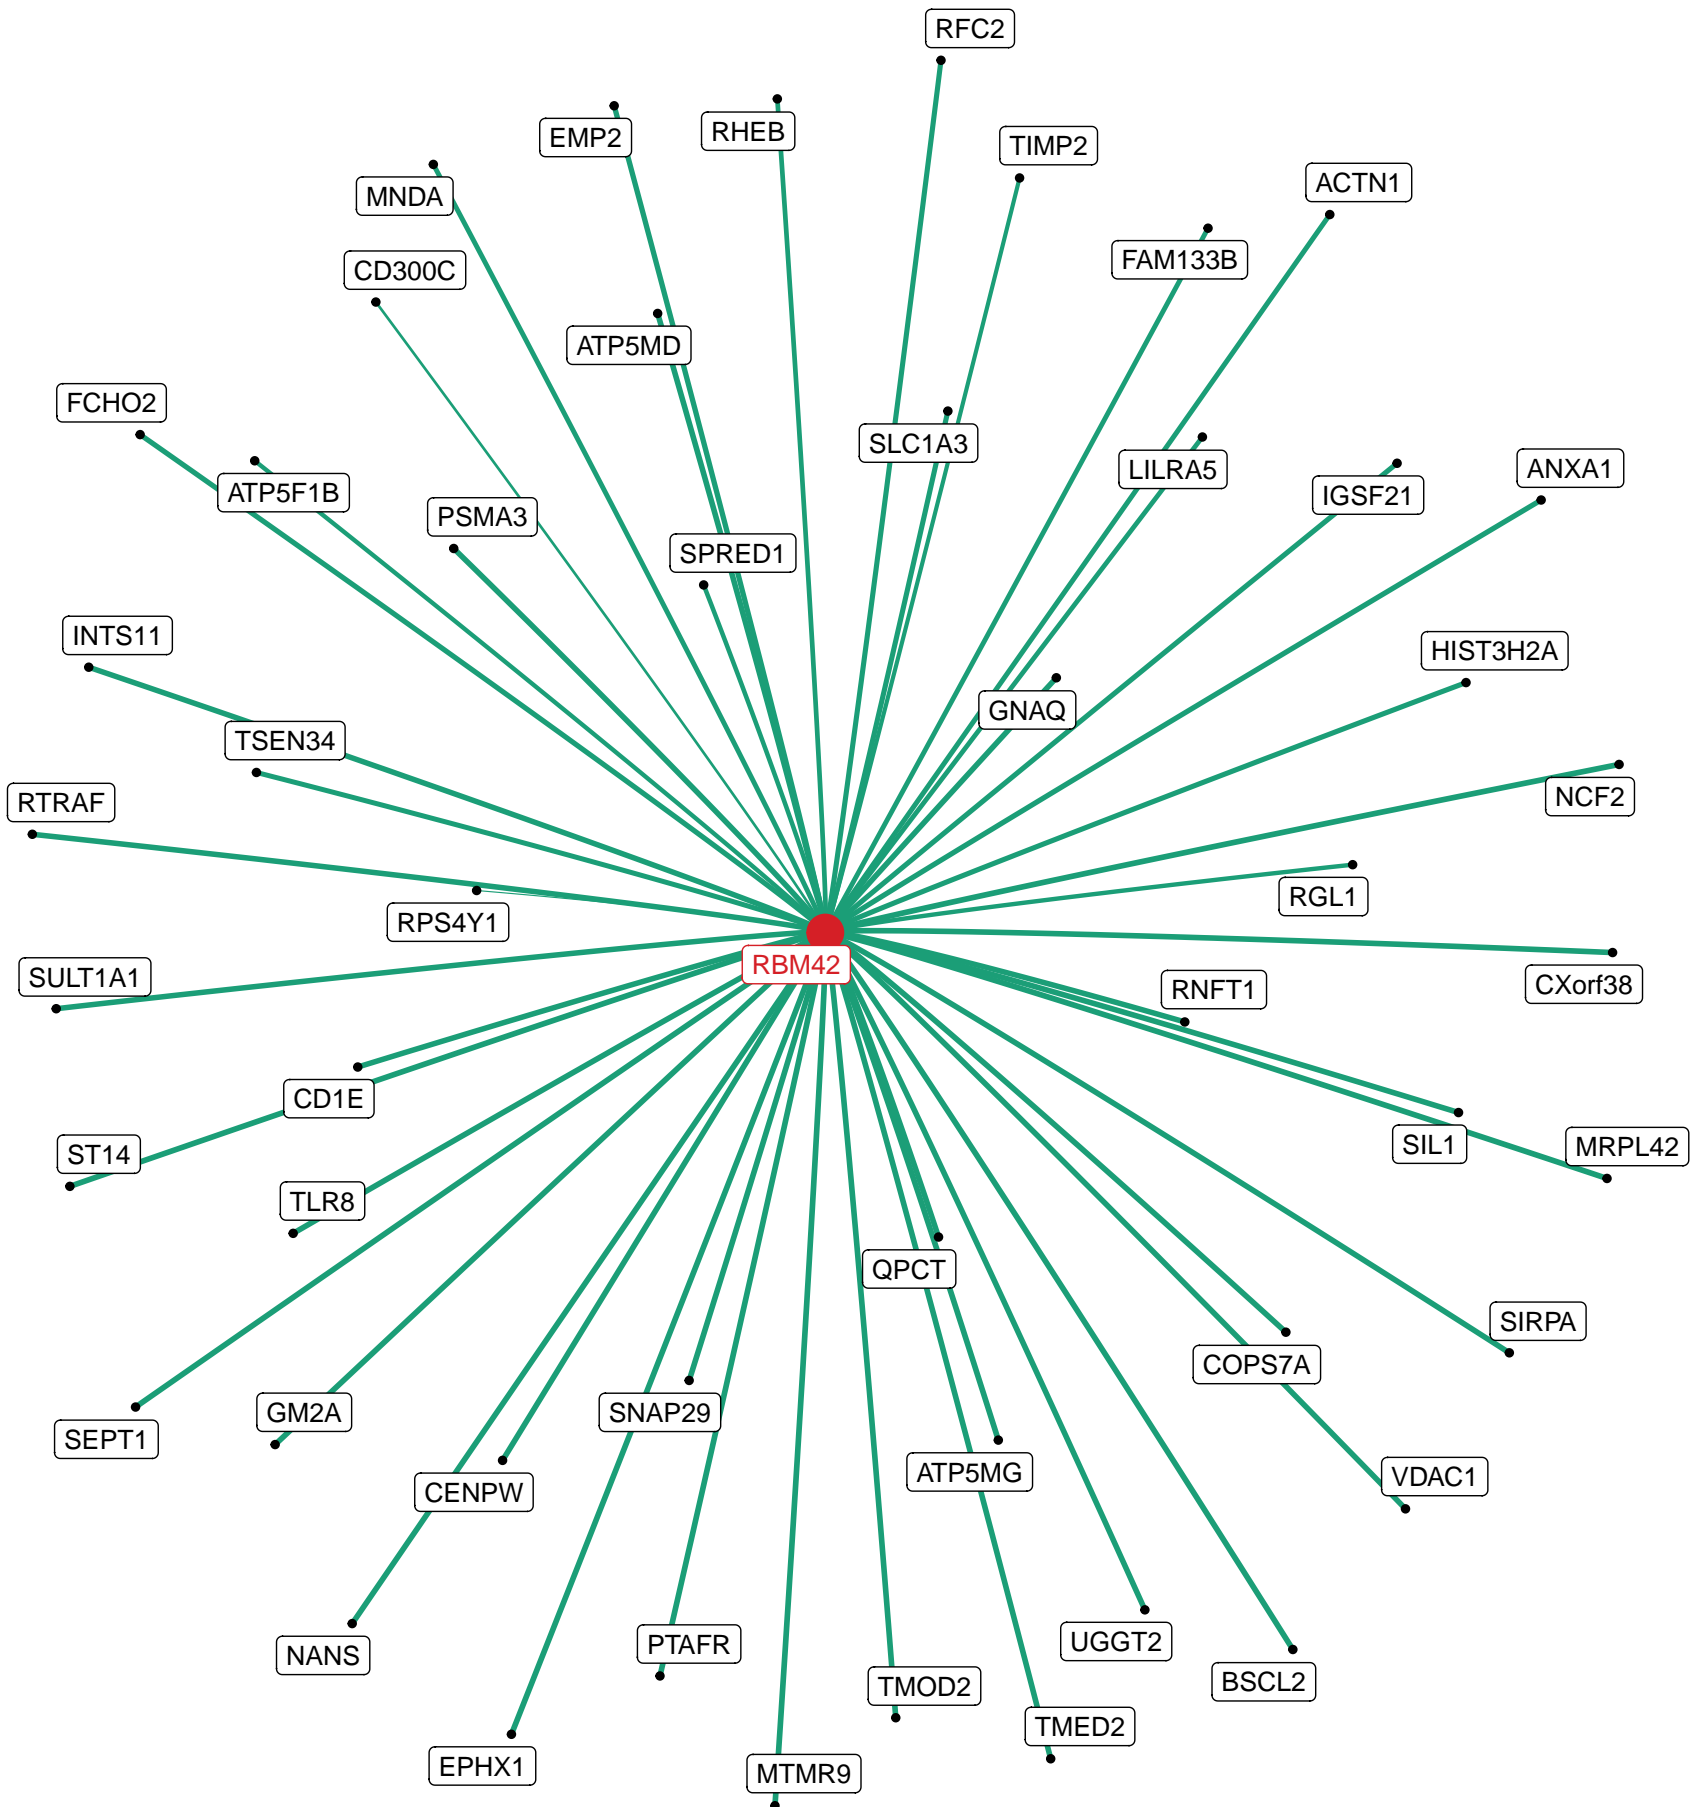 RFC2
RHEB
EMP2
TIMP2
ACTN1
MNDA
FAM133B
CD300C
ATP5MD
FCHO2
SLC1A3
LILRA5
ANXA1
ATP5F1B
IGSF21
PSMA3
SPRED1
INTS11
HIST3H2A
GNAQ
TSEN34
NCF2
RTRAF
RGL1
RPS4Y1
RBM42
SULT1A1
CXorf38
RNFT1
CD1E
SIL1
MRPL42
ST14
TLR8
QPCT
SIRPA
COPS7A
GM2A
SNAP29
SEPT1
ATP5MG
VDAC1
CENPW
UGGT2
PTAFR
NANS
BSCL2
TMOD2
TMED2
EPHX1
MTMR9